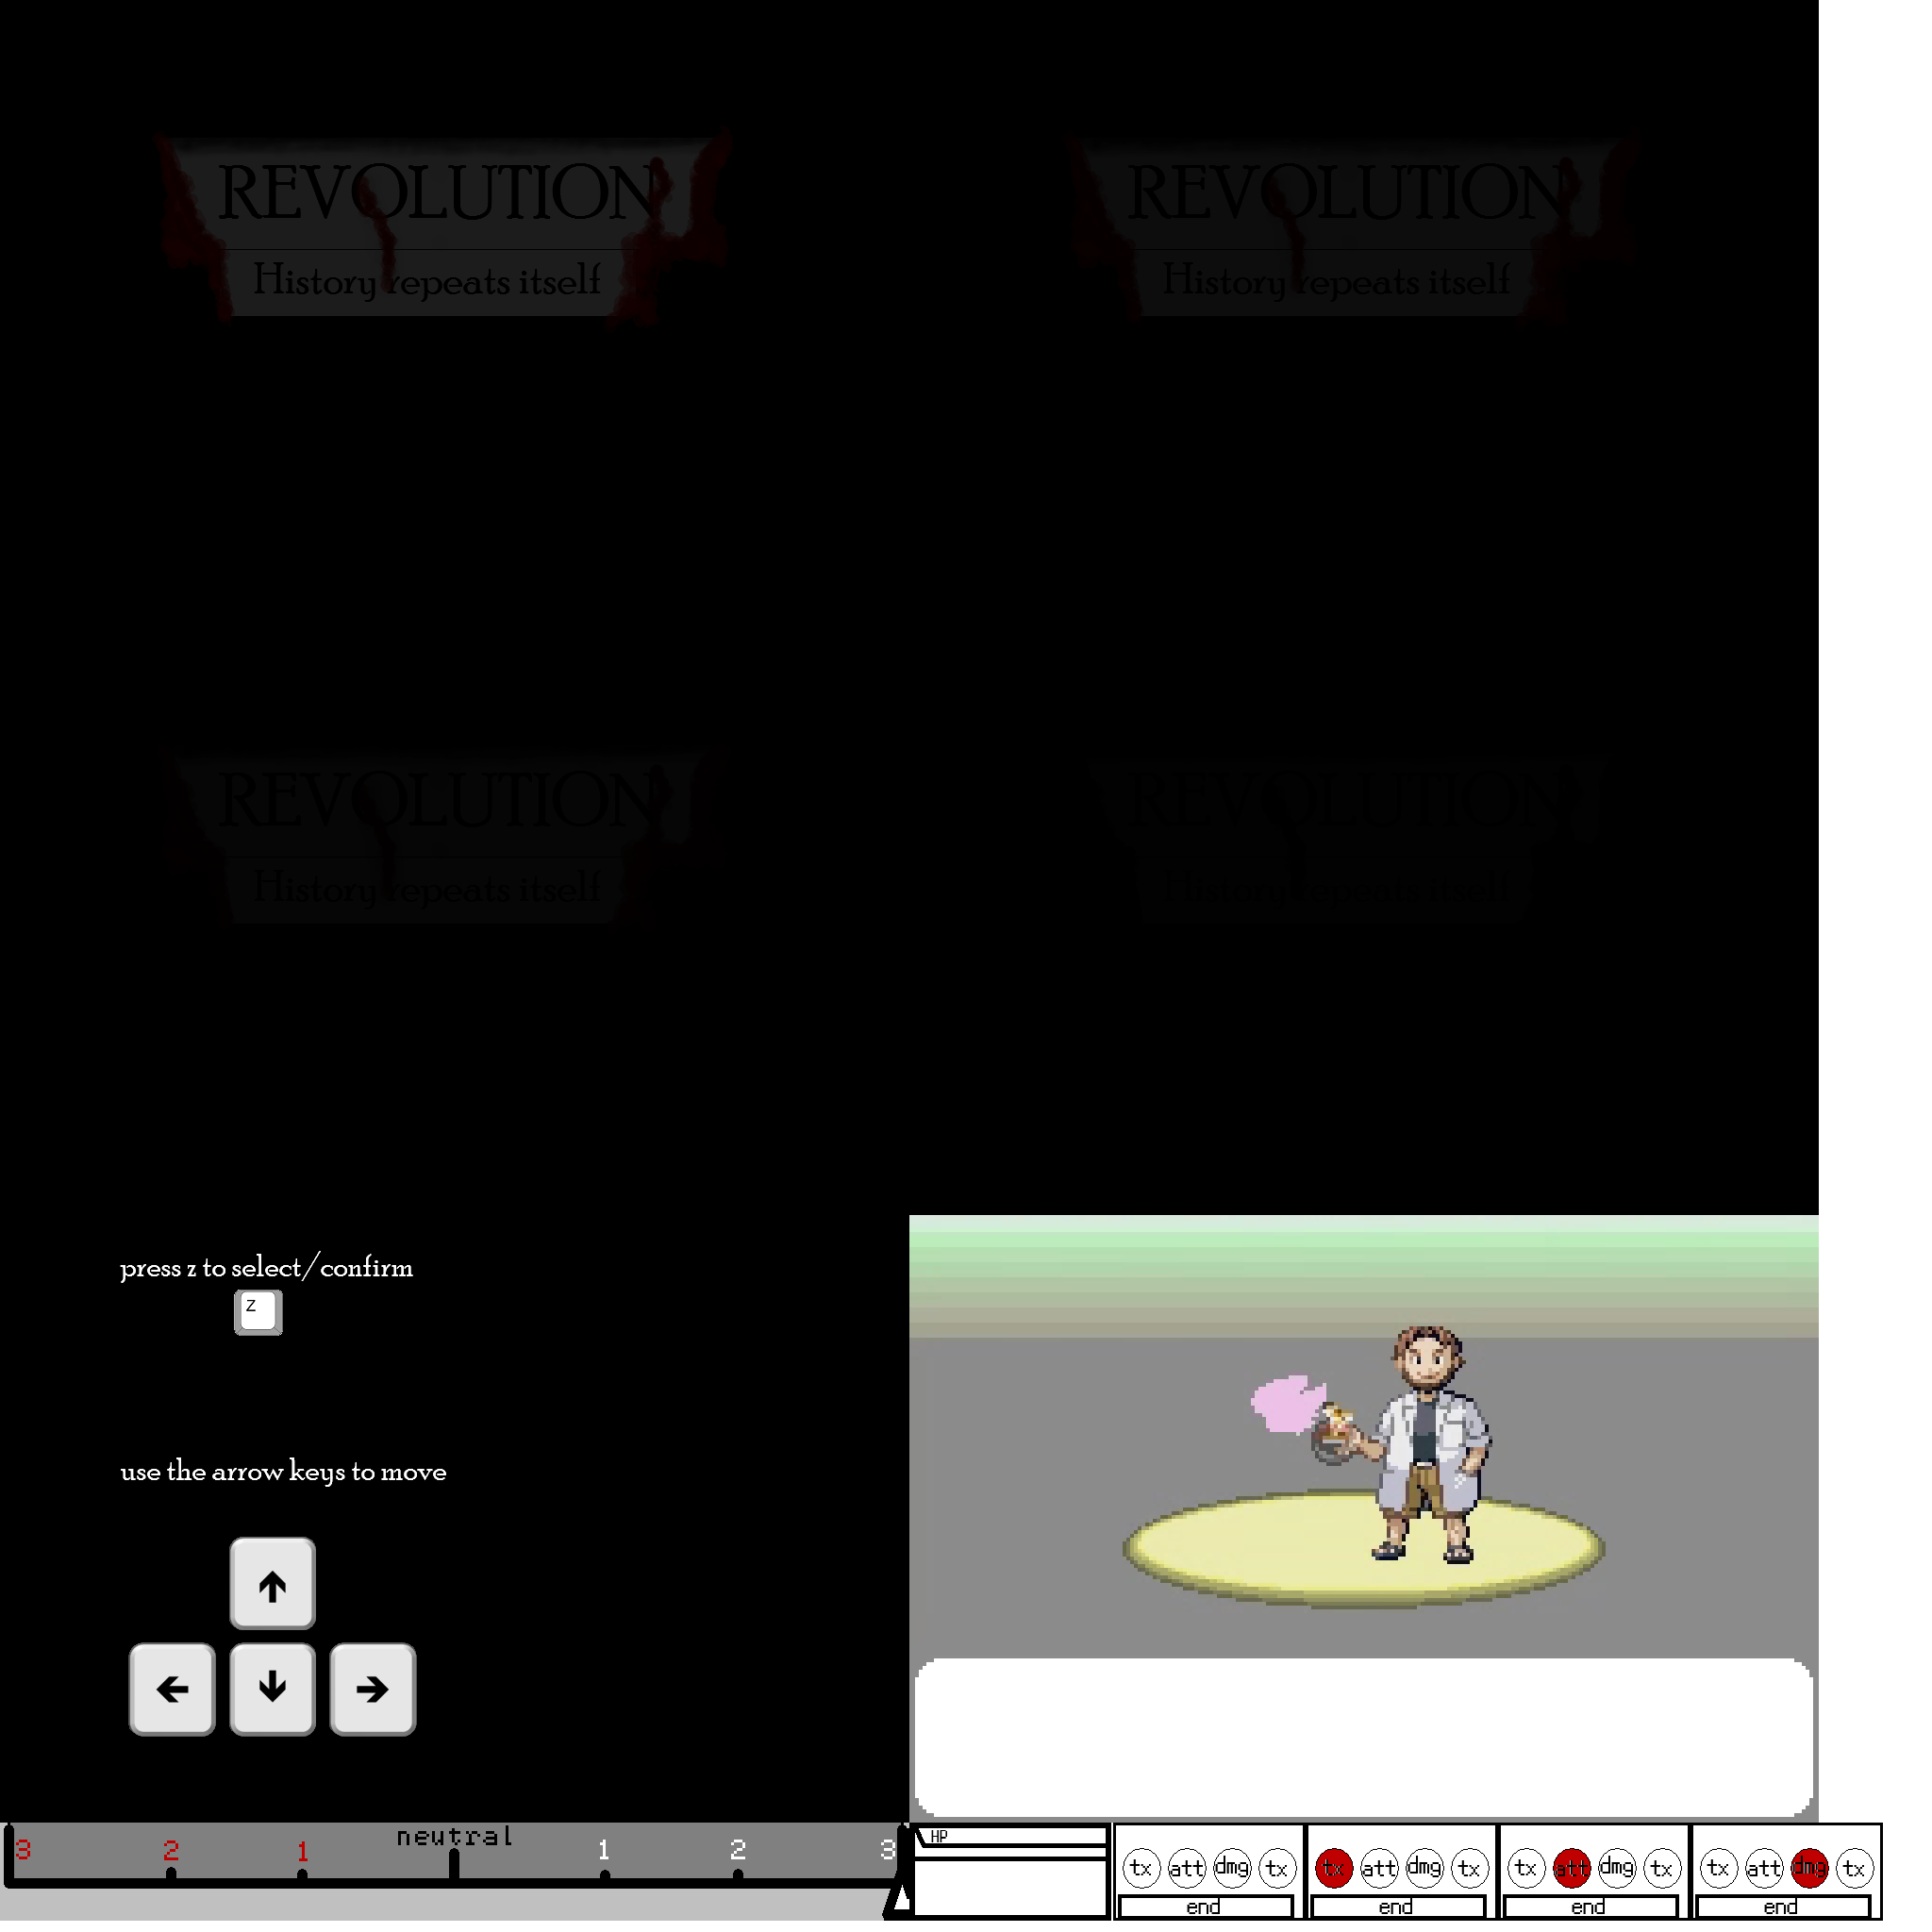 REVOLUTION
History repeats itself
REVOLUTION
History repeats itself
REVOLUTION
History repeats itself
REVOLUTION
History repeats itself
press z to select/confirm
Z
use the arrow keys to move
3 2 1 neutral 1 2 3
HP
tx att dmg tx
end
tx att dmg tx
end
tx att dmg tx
end
tx att dmg tx
end